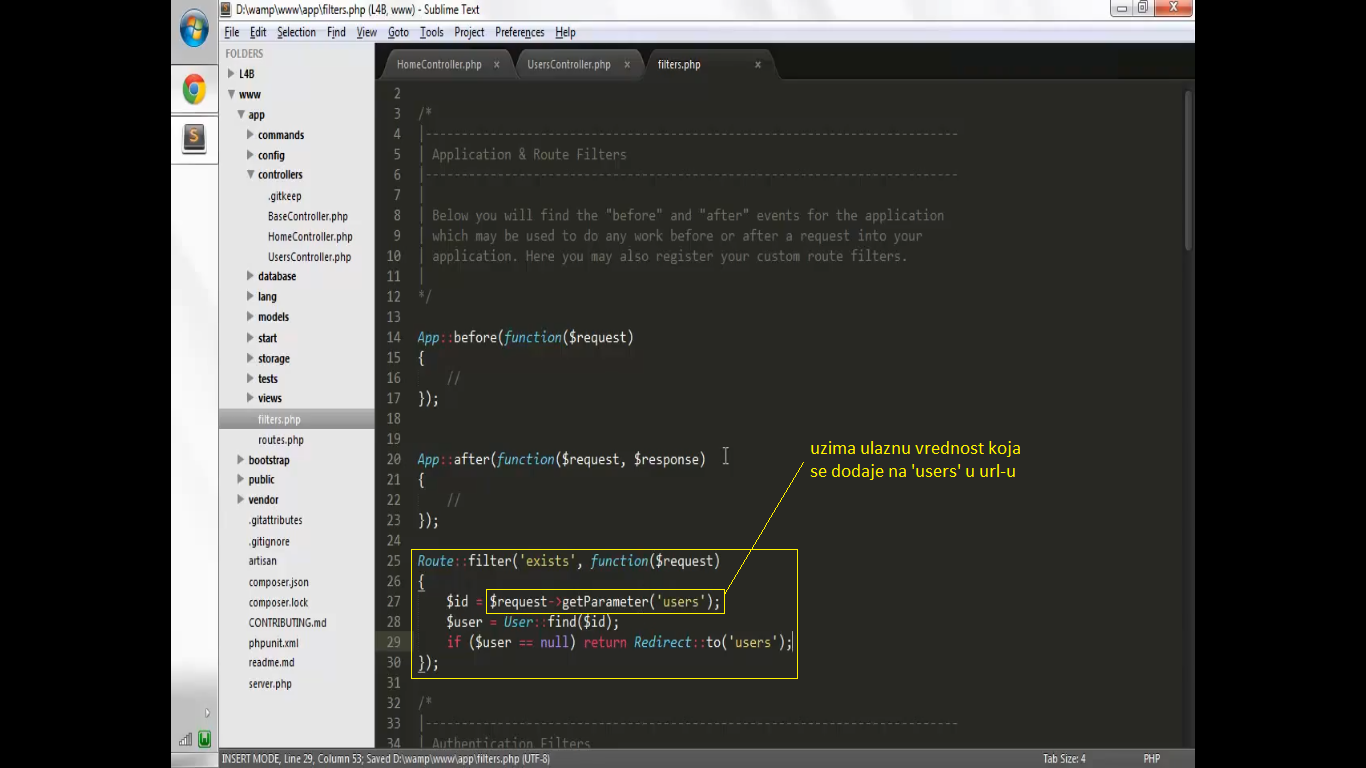 D:\wamp\www\app\filters.php (L4B, www) - Sublime Text
File Edit Selection Find View Goto Tools Project Preferences Help
FOLDERS
L4B
www
app
commands
config
controllers
.gitkeep
BaseController.php
HomeController.php
UsersController.php
database
lang
models
start
storage
tests
views
filters.php
routes.php
bootstrap
public
vendor
.gitattributes
.gitignore
artisan
composer.json
composer.lock
CONTRIBUTING.md
phpunit.xml
readme.md
server.php
HomeController.php × UsersController.php × filters.php ×
2
3 /*
4 |--------------------------------------------------------------------------
5 | Application & Route Filters
6 |--------------------------------------------------------------------------
7 |
8 | Below you will find the "before" and "after" events for the application
9 | which may be used to do any work before or after a request into your
10 | application. Here you may also register your custom route filters.
11 |
12 */
13
14 App::before(function($request)
15 {
16 //
17 });
18
19
20 App::after(function($request, $response)
21 {
22 //
23 });
24
25 Route::filter('exists', function($request)
26 {
27 $id = $request->getParameter('users');
28 $user = User::find($id);
29 if ($user == null) return Redirect::to('users');
30 });
31
32 /*
33 |--------------------------------------------------------------------------
34 | Authentication Filters
uzima ulaznu vrednost koja
se dodaje na 'users' u url-u
INSERT MODE, Line 29, Column 53; Saved D:\wamp\www\app\filters.php (UTF-8) Tab Size: 4 PHP